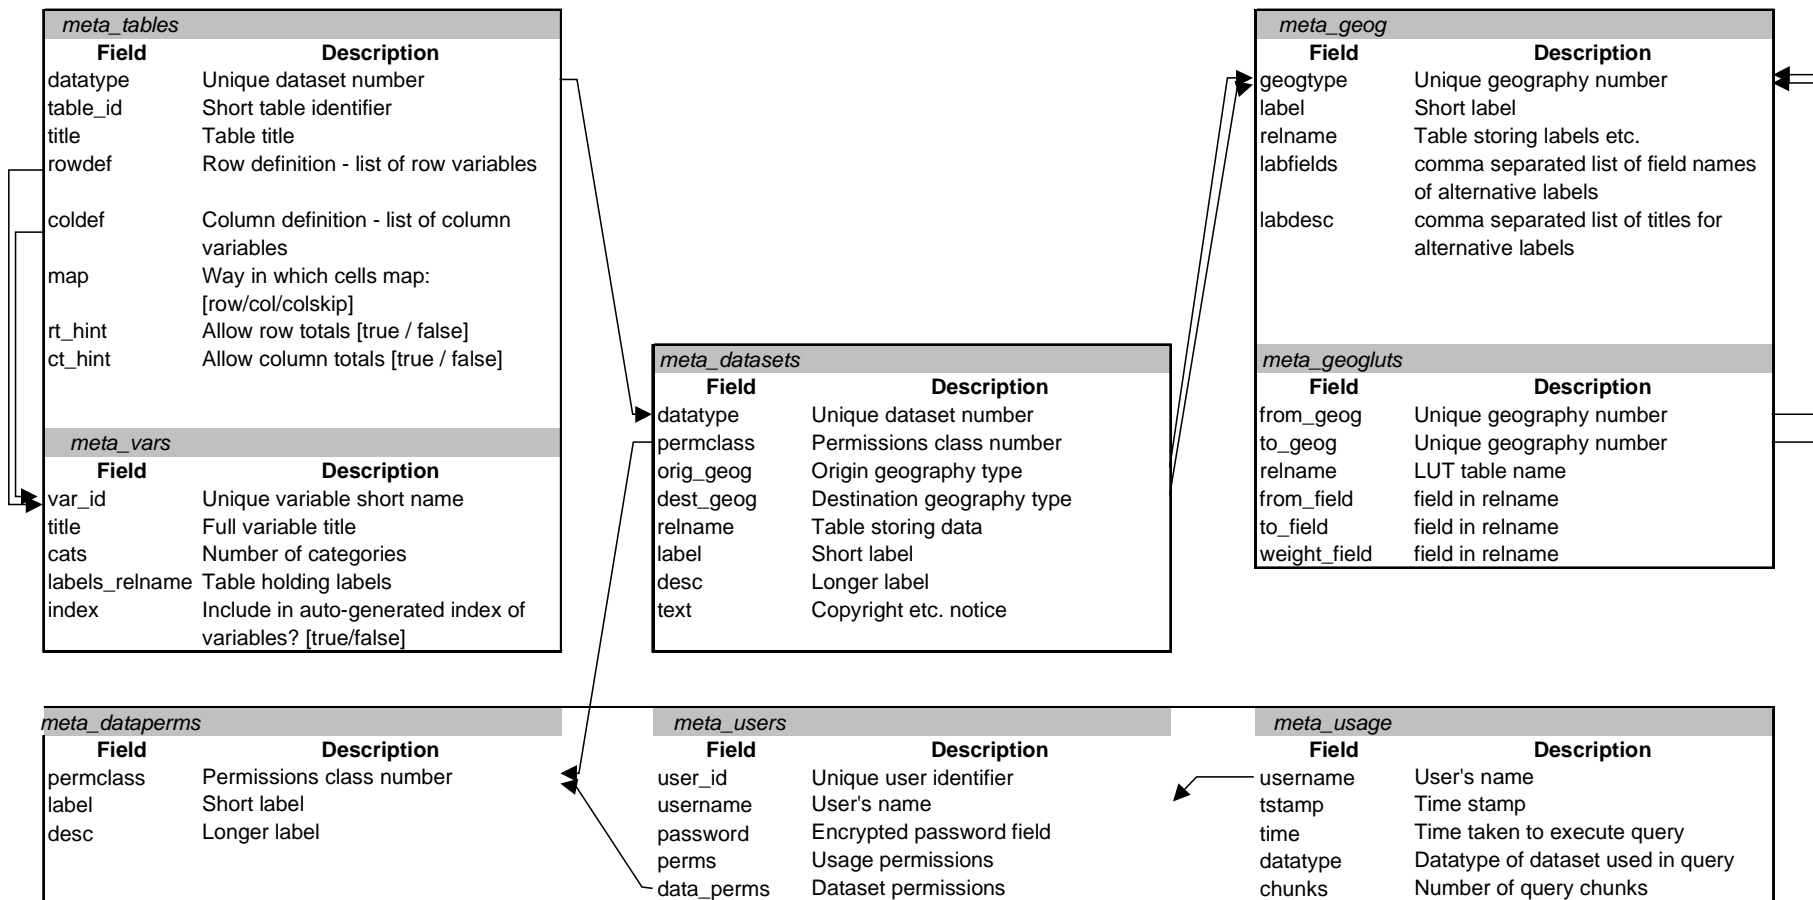 meta_tables
Field Description
datatype Unique dataset number
table_id Short table identifier
title Table title
rowdef Row definition - list of row variables
coldef Column definition - list of column
variables
map Way in which cells map:
[row/col/colskip]
rt_hint Allow row totals [true / false]
ct_hint Allow column totals [true / false]
meta_vars
Field Description
var_id Unique variable short name
title Full variable title
cats Number of categories
labels_relname Table holding labels
index Include in auto-generated index of
variables? [true/false]
meta_datasets
Field Description
datatype Unique dataset number
permclass Permissions class number
orig_geog Origin geography type
dest_geog Destination geography type
relname Table storing data
label Short label
desc Longer label
text Copyright etc. notice
meta_geog
Field Description
geogtype Unique geography number
label Short label
relname Table storing labels etc.
labfields comma separated list of field names
of alternative labels
labdesc comma separated list of titles for
alternative labels
meta_geogluts
Field Description
from_geog Unique geography number
to_geog Unique geography number
relname LUT table name
from_field field in relname
to_field field in relname
weight_field field in relname
meta_dataperms
Field Description
permclass Permissions class number
label Short label
desc Longer label
meta_users
Field Description
user_id Unique user identifier
username User's name
password Encrypted password field
perms Usage permissions
data_perms Dataset permissions
meta_usage
Field Description
username User's name
tstamp Time stamp
time Time taken to execute query
datatype Datatype of dataset used in query
chunks Number of query chunks